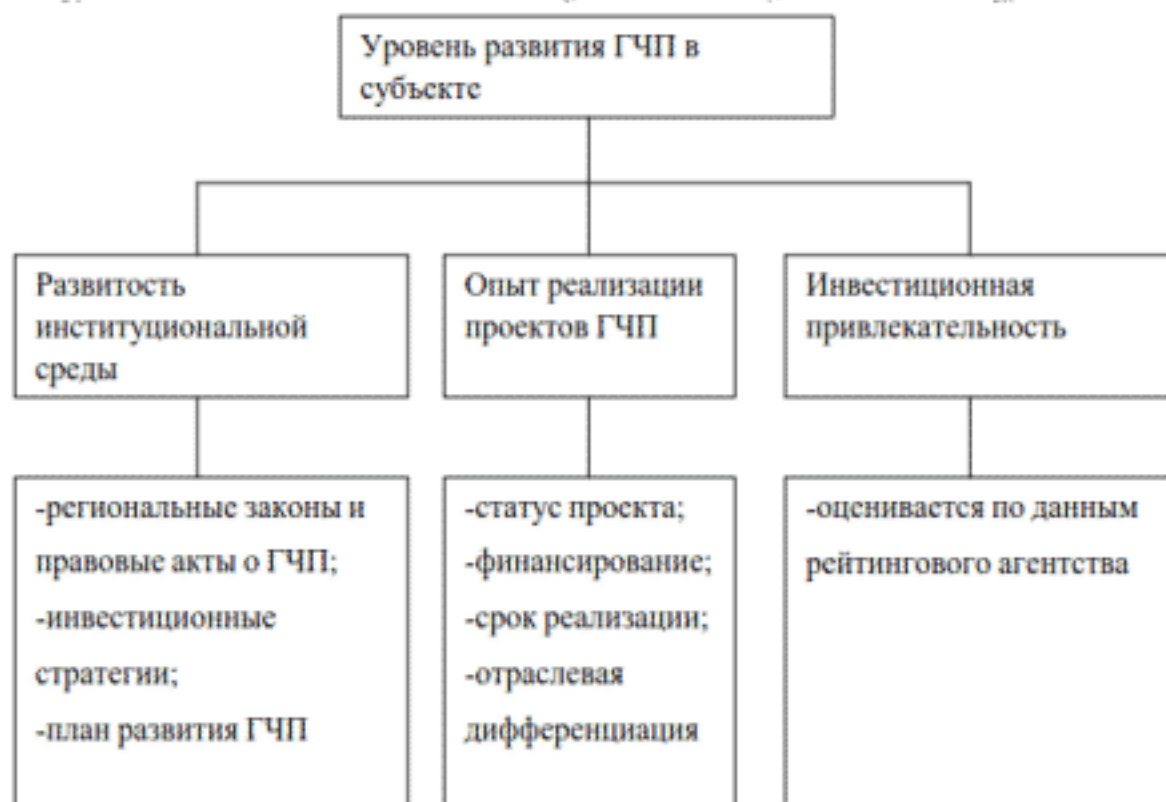 Уровень развития ГЧП в
субъекте
Развитость
институциональной
среды
Опыт реализации
проектов ГЧП
Инвестиционная
привлекательность
-региональные законы и
правовые акты о ГЧП;
-инвестиционные
стратегии;
-план развития ГЧП
-статус проекта;
-финансирование;
-срок реализации;
-отраслевая
дифференциация
-оценивается по данным
рейтингового агентства